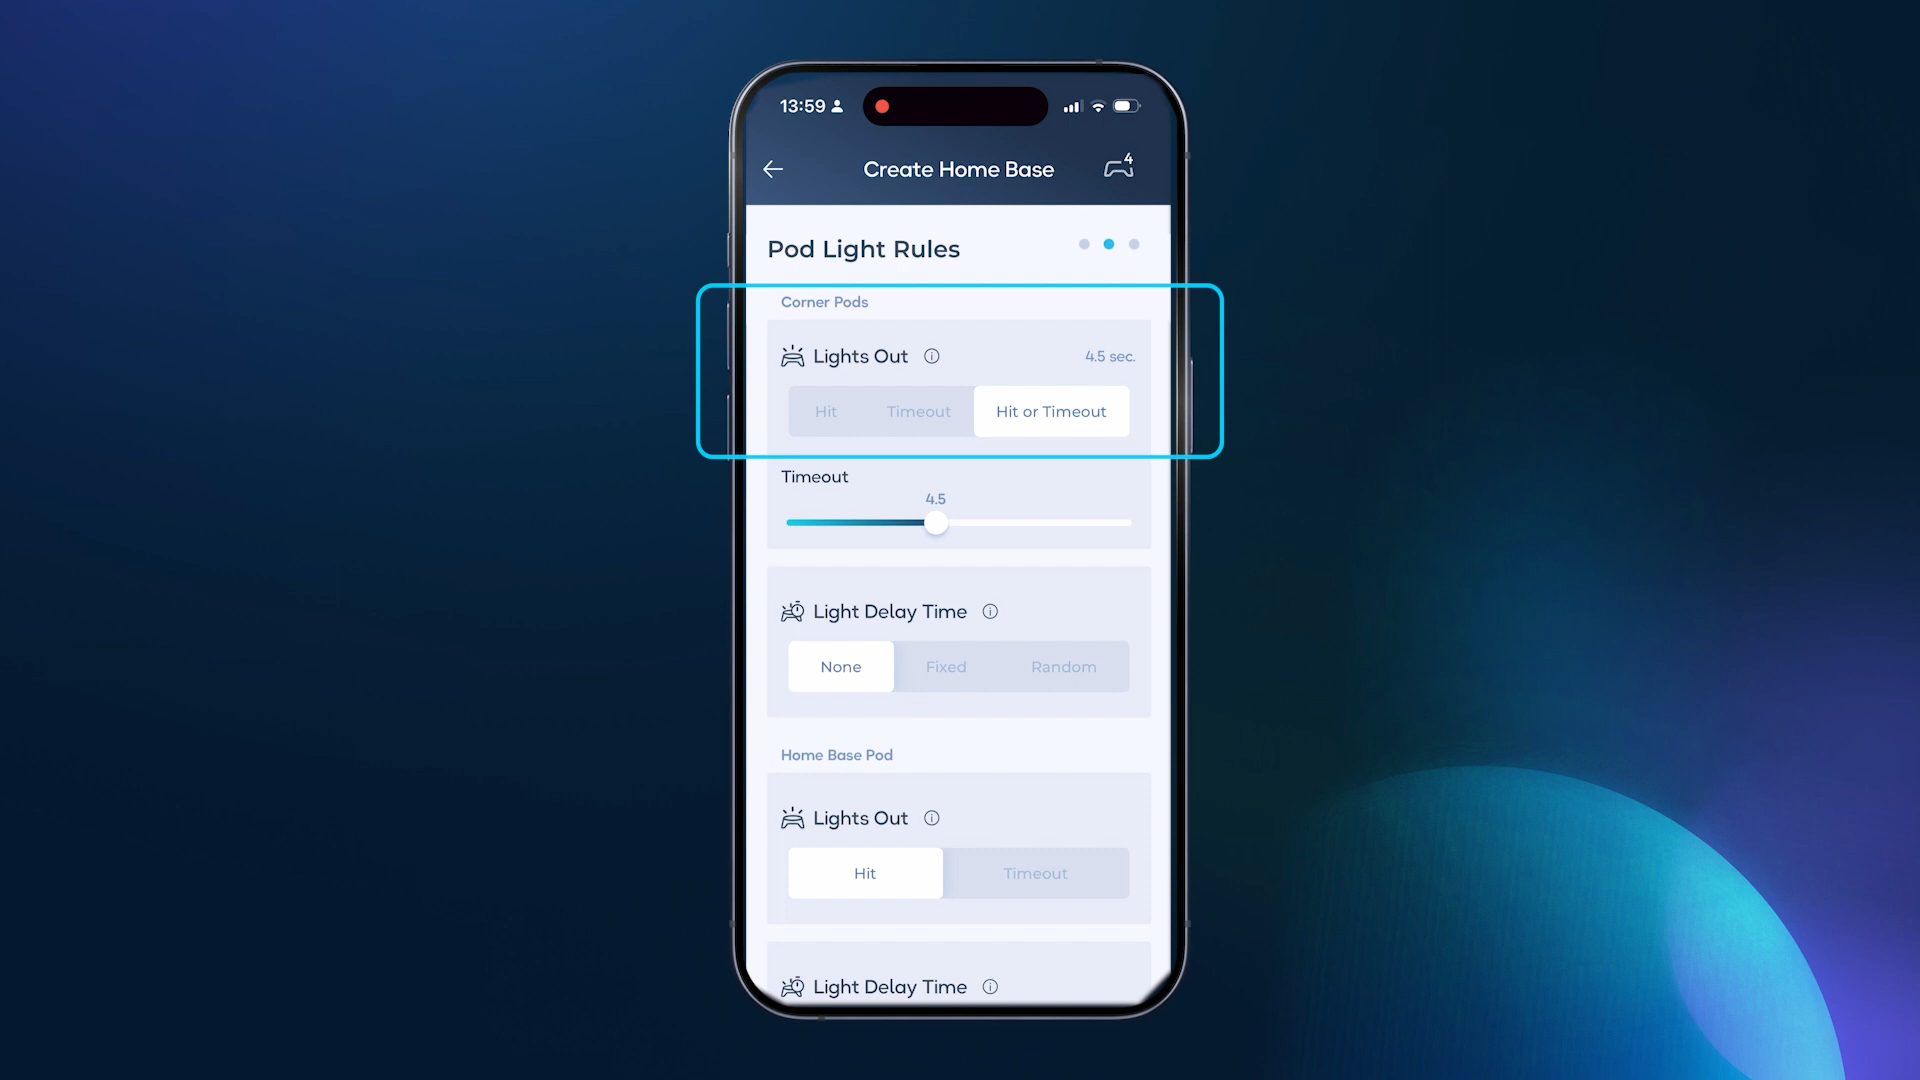 13:59
Create Home Base
4
Pod Light Rules
Corner Pods
Lights Out
4.5 sec.
Hit
Timeout
Hit or Timeout
Timeout
4.5
Light Delay Time
None
Fixed
Random
Home Base Pod
Lights Out
Hit
Timeout
Light Delay Time